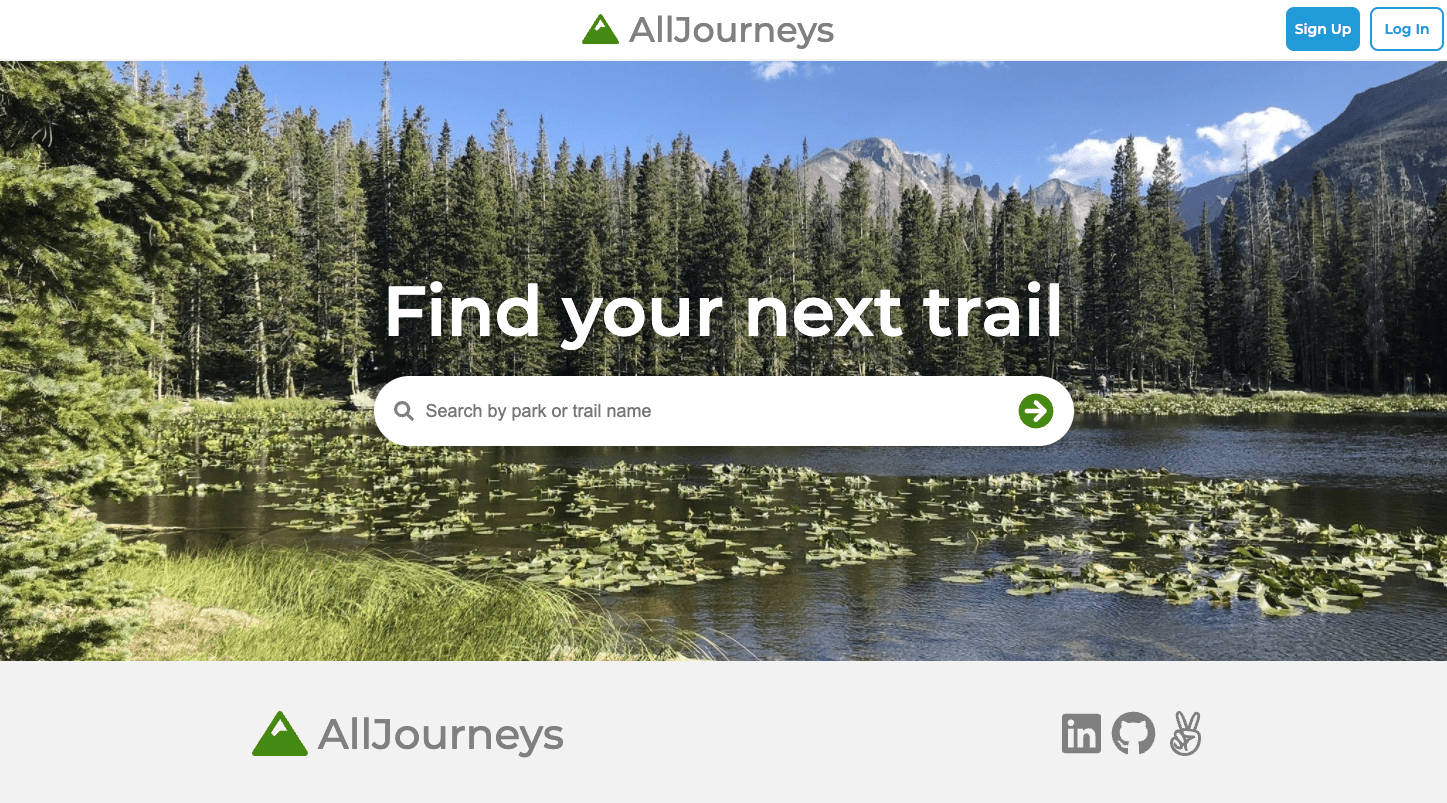 AllJourneys
Sign Up
Log In
Find your next trail
Search by park or trail name
AllJourneys
in